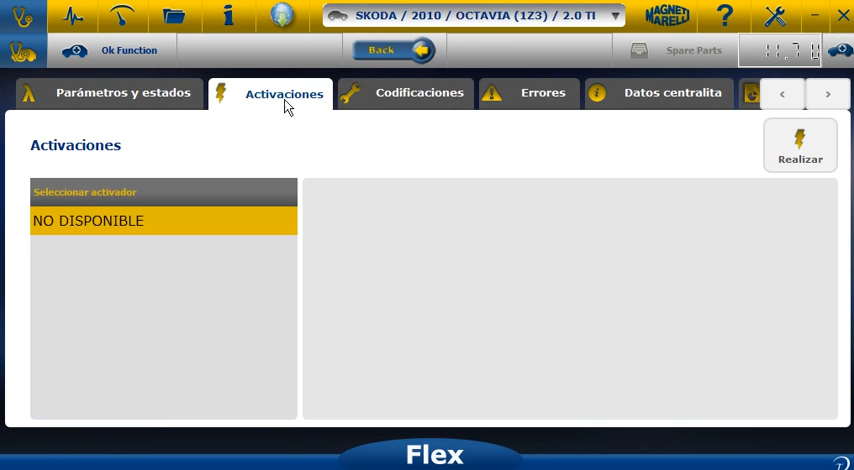 SKODA / 2010 / OCTAVIA (1Z3) / 2.0 TI
MAGNETI
MARELLI
Ok Function
Back
Spare Parts
Parámetros y estados
Activaciones
Codificaciones
Errores
Datos centralita
Activaciones
Realizar
Seleccionar activador
NO DISPONIBLE
Flex